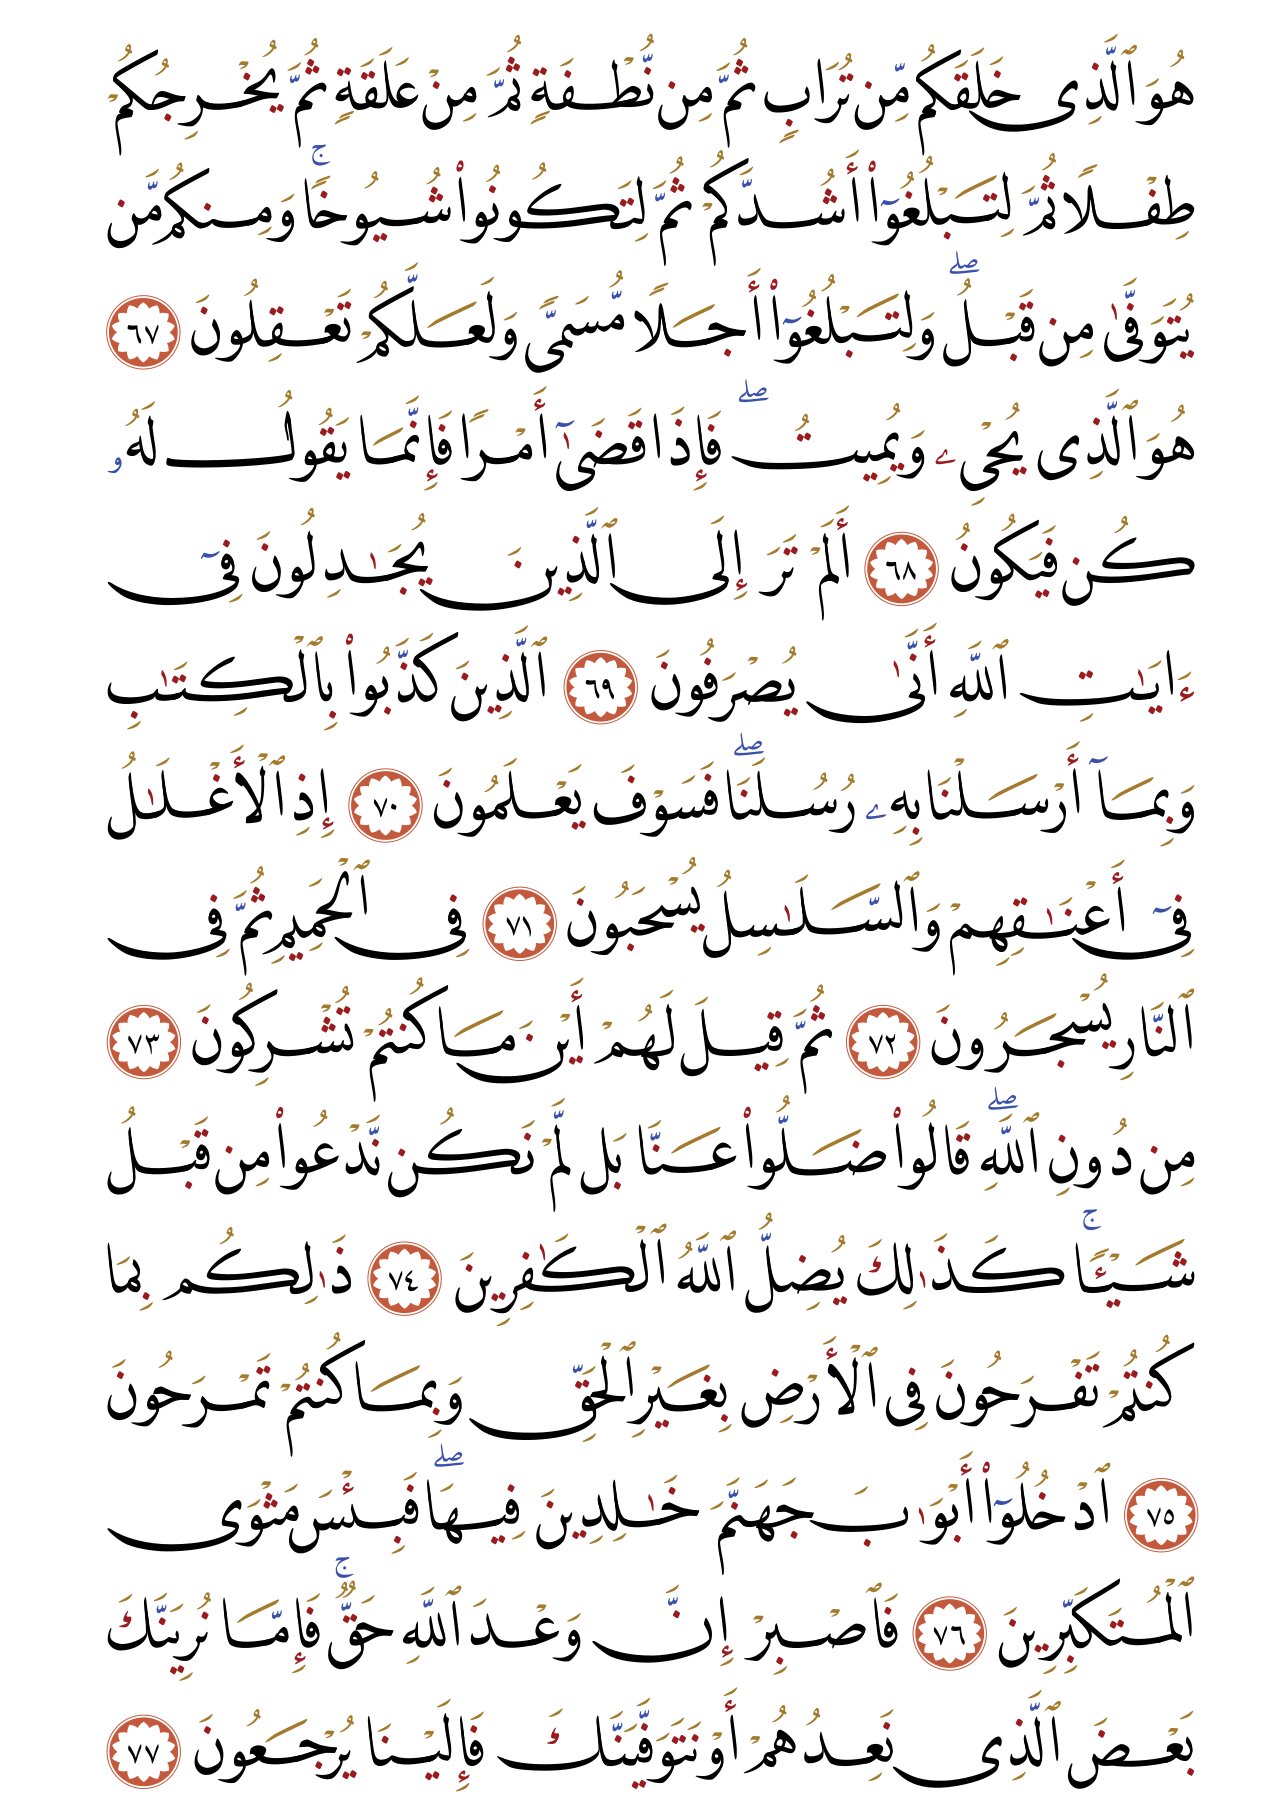 هُوَ ٱلَّذِى خَلَقَكُم مِّن تُرَابٍ ثُمَّ مِن نُّطْفَةٍ ثُمَّ مِنْ عَلَقَةٍ ثُمَّ يُخْرِجُكُمْ
طِفْلًا ثُمَّ لِتَبْلُغُوٓا۟ أَشُدَّكُمْ ثُمَّ لِتَكُونُوا۟ شُيُوخًا ۚ وَمِنكُم مَّن
يُتَوَفَّىٰ مِن قَبْلُ ۖ وَلِتَبْلُغُوٓا۟ أَجَلًا مُّسَمًّى وَلَعَلَّكُمْ تَعْقِلُونَ ٦٧
هُوَ ٱلَّذِى يُحْىِۦ وَيُمِيتُ ۖ فَإِذَا قَضَىٰٓ أَمْرًا فَإِنَّمَا يَقُولُ لَهُۥ
كُن فَيَكُونُ ٦٨ أَلَمْ تَرَ إِلَى ٱلَّذِينَ يُجَـٰدِلُونَ فِىٓ
ءَايَـٰتِ ٱللَّهِ أَنَّىٰ يُصْرَفُونَ ٦٩ ٱلَّذِينَ كَذَّبُوا۟ بِٱلْكِتَـٰبِ
وَبِمَآ أَرْسَلْنَا بِهِۦ رُسُلَنَا ۖ فَسَوْفَ يَعْلَمُونَ ٧٠ إِذِ ٱلْأَغْلَـٰلُ
فِىٓ أَعْنَـٰقِهِمْ وَٱلسَّلَـٰسِلُ يُسْحَبُونَ ٧١ فِى ٱلْحَمِيمِ ثُمَّ فِى
ٱلنَّارِ يُسْجَرُونَ ٧٢ ثُمَّ قِيلَ لَهُمْ أَيْنَ مَا كُنتُمْ تُشْرِكُونَ ٧٣
مِن دُونِ ٱللَّهِ ۖ قَالُوا۟ ضَلُّوا۟ عَنَّا بَل لَّمْ نَكُن نَّدْعُوا۟ مِن قَبْلُ
شَيْـًٔا ۚ كَذَٰلِكَ يُضِلُّ ٱللَّهُ ٱلْكَـٰفِرِينَ ٧٤ ذَٰلِكُم بِمَا
كُنتُمْ تَفْرَحُونَ فِى ٱلْأَرْضِ بِغَيْرِ ٱلْحَقِّ وَبِمَا كُنتُمْ تَمْرَحُونَ
٧٥ ٱدْخُلُوٓا۟ أَبْوَٰبَ جَهَنَّمَ خَـٰلِدِينَ فِيهَا ۖ فَبِئْسَ مَثْوَى
ٱلْمُتَكَبِّرِينَ ٧٦ فَٱصْبِرْ إِنَّ وَعْدَ ٱللَّهِ حَقٌّ ۚ فَإِمَّا نُرِيَنَّكَ
بَعْضَ ٱلَّذِى نَعِدُهُمْ أَوْ نَتَوَفَّيَنَّكَ فَإِلَيْنَا يُرْجَعُونَ ٧٧